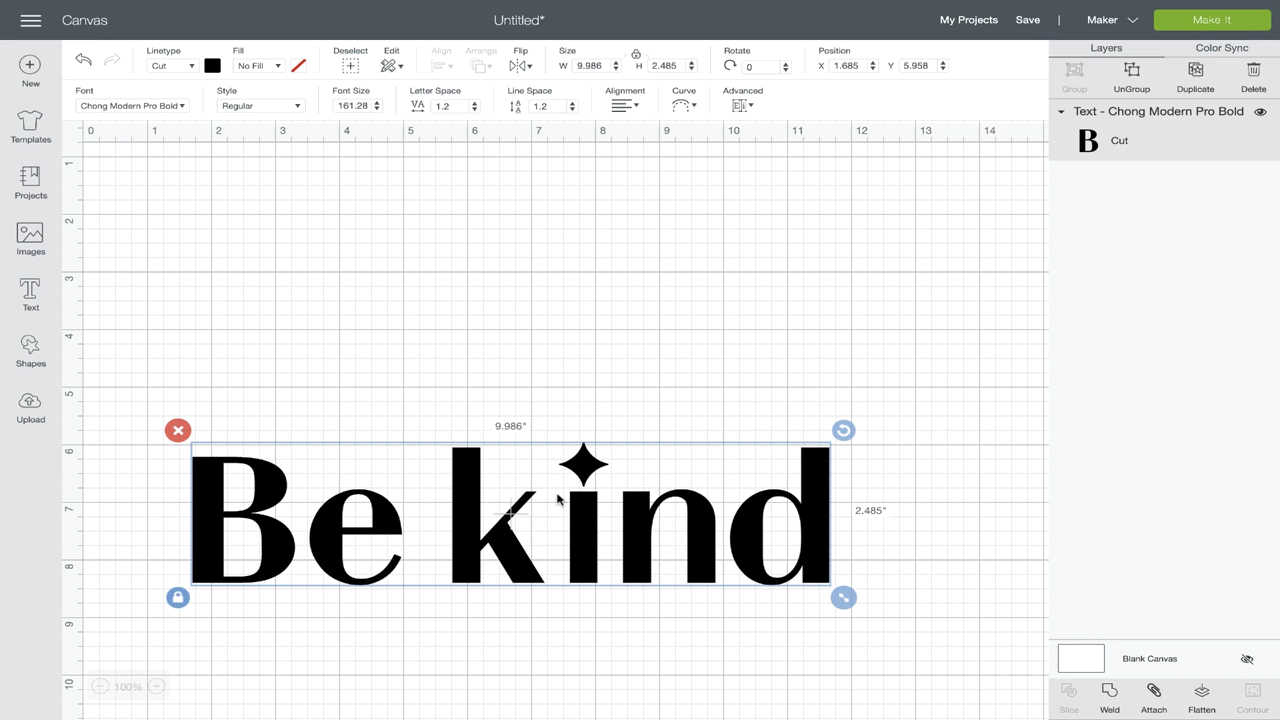 Canvas
Untitled*
My Projects Save | Maker Make It
New
Templates
Projects
Images
Text
Shapes
Upload
Linetype Fill Deselect Edit Align Arrange Flip Size Rotate Position
Cut No Fill W 9.986 H 2.485 0 X 1.685 Y 5.958
Font Style Font Size Letter Space Line Space Alignment Curve Advanced
Chong Modern Pro Bold Regular 161.28 VA 1.2 1.2
0 1 2 3 4 5 6 7 8 9 10 11 12 13 14
1
2
3
4
5
6
7
8
9
10
9.986"
Be kind
2.485"
100%
Layers Color Sync
Group UnGroup Duplicate Delete
Text - Chong Modern Pro Bold
B Cut
Blank Canvas
Slice Weld Attach Flatten Contour